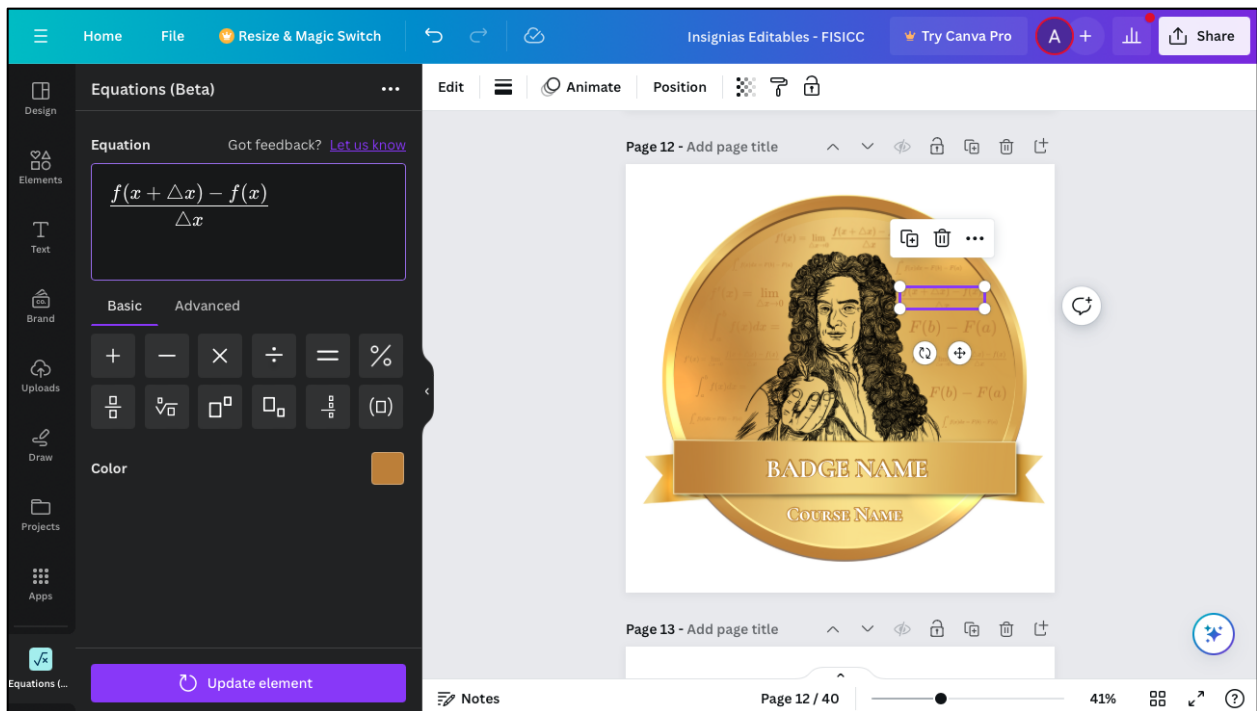 Home File Resize & Magic Switch Insignias Editables - FISICC Try Canva Pro A + Share
Design
Elements
Text
Brand
Uploads
Draw
Projects
Apps
Equations (...
Equations (Beta)
Equation Got feedback? Let us know
f(x + △x) − f(x)
△x
Basic Advanced
+ − × ÷ = %
Color
Update element
Edit Animate Position
Page 12 - Add page title
f'(x) = lim
F(b) − F(a)
F(b) − F(a)
BADGE NAME
Course Name
Page 13 - Add page title
Notes Page 12 / 40 41%